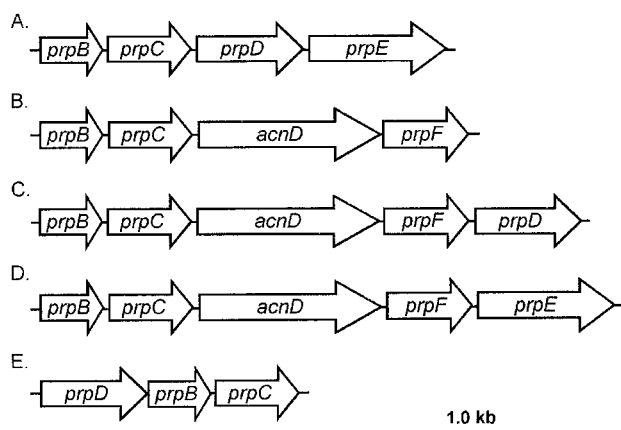 A.
prpB prpC prpD prpE
B.
prpB prpC acnD prpF
C.
prpB prpC acnD prpF prpD
D.
prpB prpC acnD prpF prpE
E.
prpD prpB prpC
1.0 kb